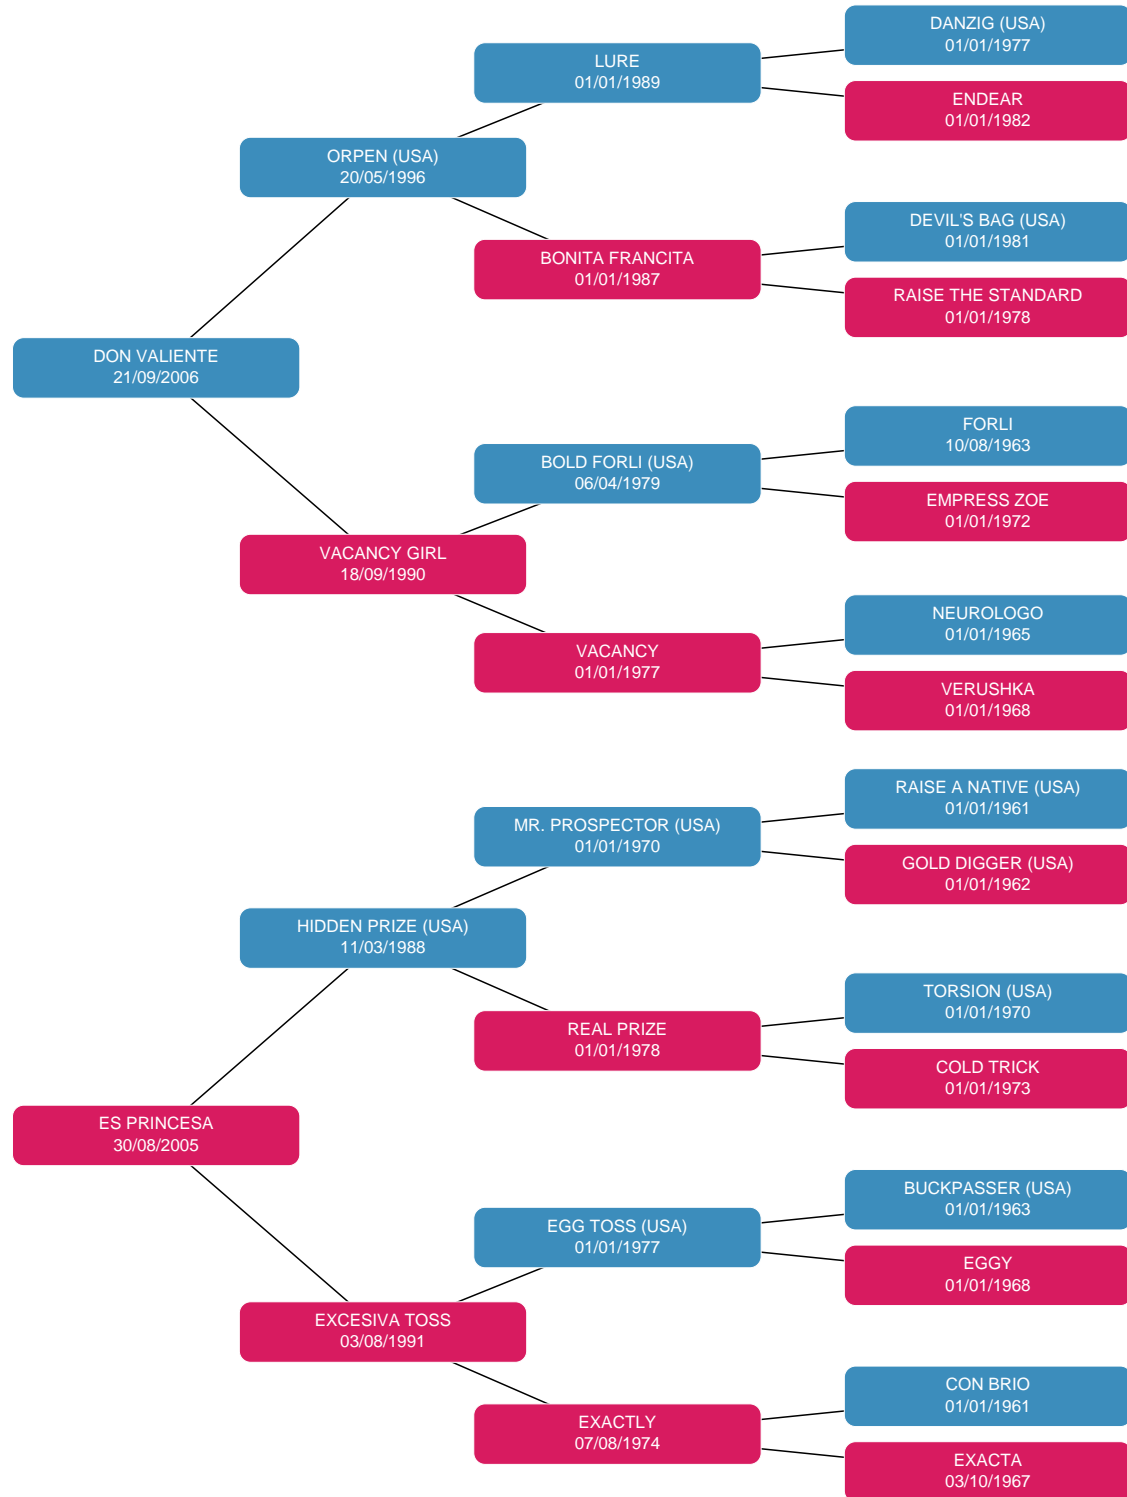 DANZIG (USA)
01/01/1977
LURE
01/01/1989
ENDEAR
01/01/1982
ORPEN (USA)
20/05/1996
DEVIL'S BAG (USA)
01/01/1981
BONITA FRANCITA
01/01/1987
RAISE THE STANDARD
01/01/1978
DON VALIENTE
21/09/2006
FORLI
10/08/1963
BOLD FORLI (USA)
06/04/1979
EMPRESS ZOE
01/01/1972
VACANCY GIRL
18/09/1990
NEUROLOGO
01/01/1965
VACANCY
01/01/1977
VERUSHKA
01/01/1968
RAISE A NATIVE (USA)
01/01/1961
MR. PROSPECTOR (USA)
01/01/1970
GOLD DIGGER (USA)
01/01/1962
HIDDEN PRIZE (USA)
11/03/1988
TORSION (USA)
01/01/1970
REAL PRIZE
01/01/1978
COLD TRICK
01/01/1973
ES PRINCESA
30/08/2005
BUCKPASSER (USA)
01/01/1963
EGG TOSS (USA)
01/01/1977
EGGY
01/01/1968
EXCESIVA TOSS
03/08/1991
CON BRIO
01/01/1961
EXACTLY
07/08/1974
EXACTA
03/10/1967